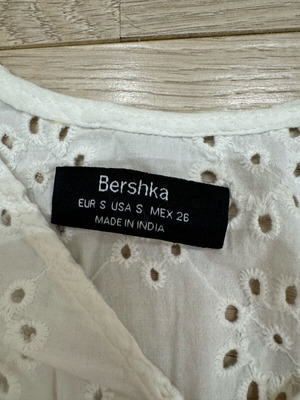 Bershka
EUR S USA S MEX 26
MADE IN INDIA